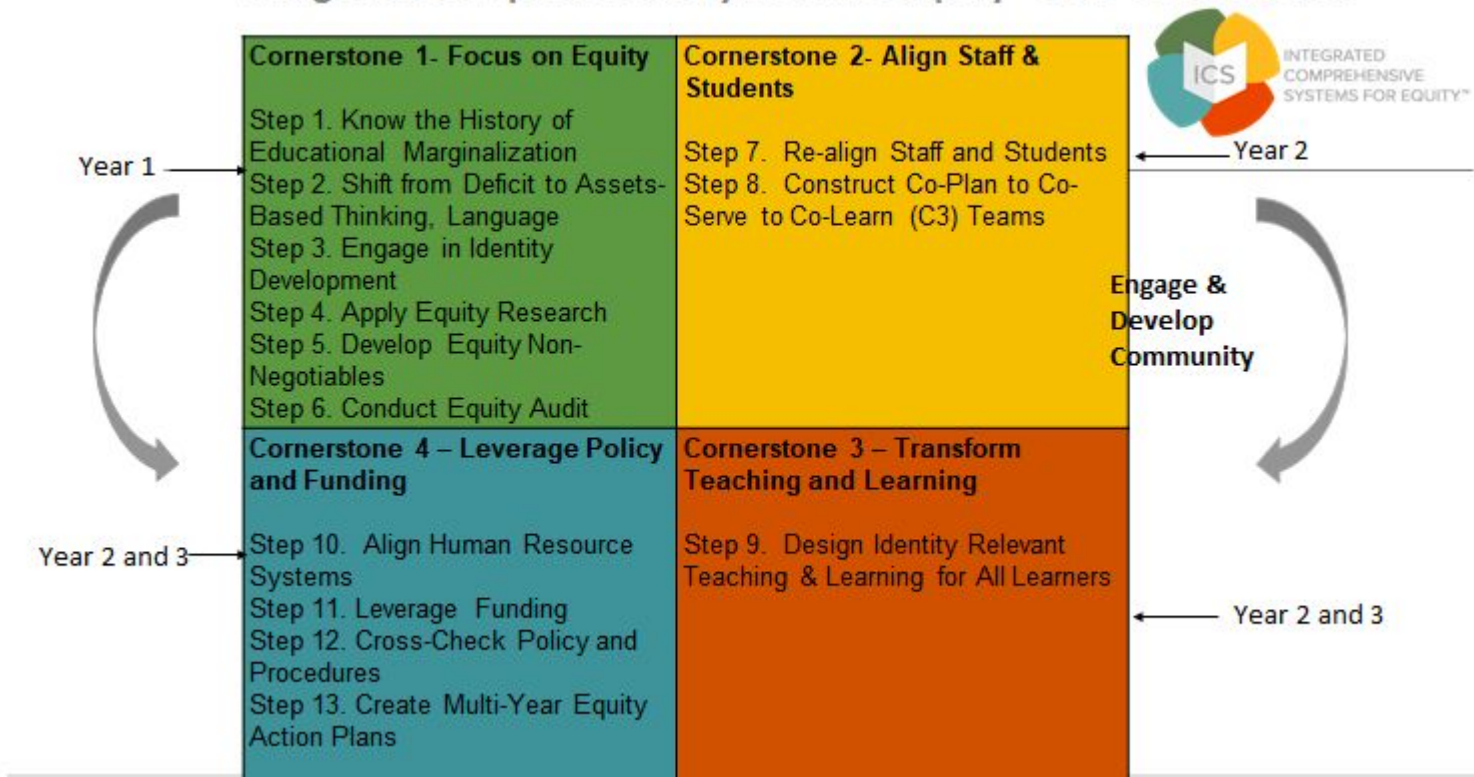 Cornerstone 1- Focus on Equity
Step 1. Know the History of
Educational Marginalization
Step 2. Shift from Deficit to Assets-
Based Thinking, Language
Step 3. Engage in Identity
Development
Step 4. Apply Equity Research
Step 5. Develop Equity Non-
Negotiables
Step 6. Conduct Equity Audit
Cornerstone 2- Align Staff &
Students
Step 7. Re-align Staff and Students
Step 8. Construct Co-Plan to Co-
Serve to Co-Learn (C3) Teams
ICS
INTEGRATED
COMPREHENSIVE
SYSTEMS FOR EQUITY™
Year 1
Year 2
Engage &
Develop
Community
Cornerstone 4 – Leverage Policy
and Funding
Step 10. Align Human Resource
Systems
Step 11. Leverage Funding
Step 12. Cross-Check Policy and
Procedures
Step 13. Create Multi-Year Equity
Action Plans
Cornerstone 3 – Transform
Teaching and Learning
Step 9. Design Identity Relevant
Teaching & Learning for All Learners
Year 2 and 3
Year 2 and 3